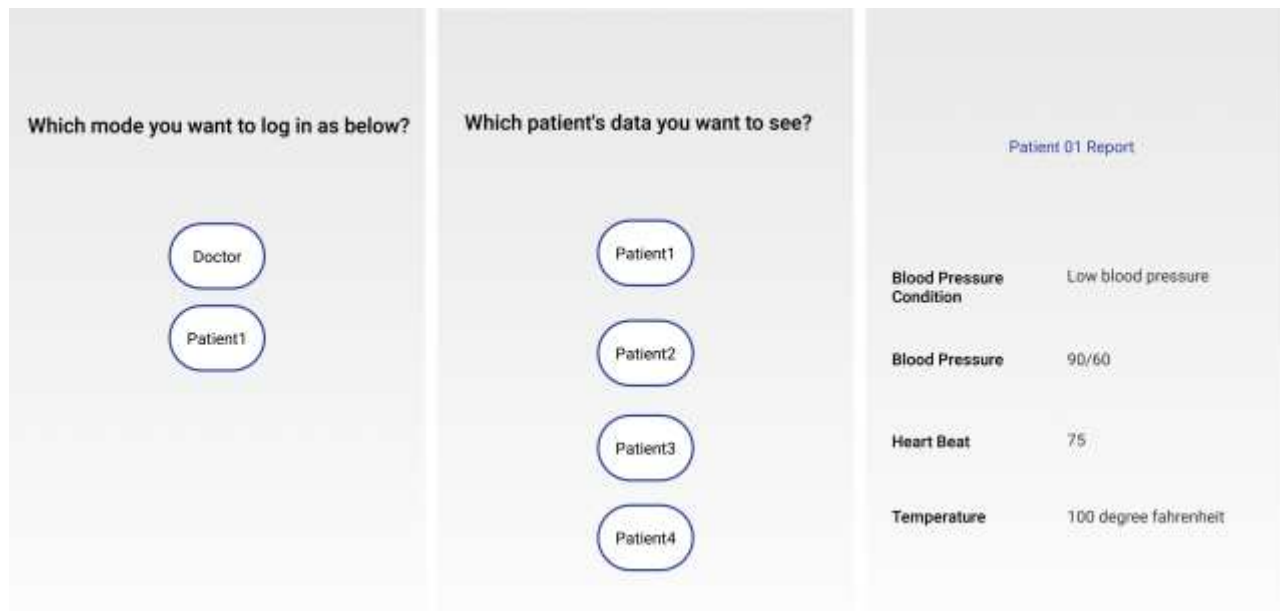 Which mode you want to log in as below?
Doctor
Patient1
Which patient's data you want to see?
Patient1
Patient2
Patient3
Patient4
Patient 01 Report
Blood Pressure Condition Low blood pressure
Blood Pressure 90/60
Heart Beat 75
Temperature 100 degree fahrenheit